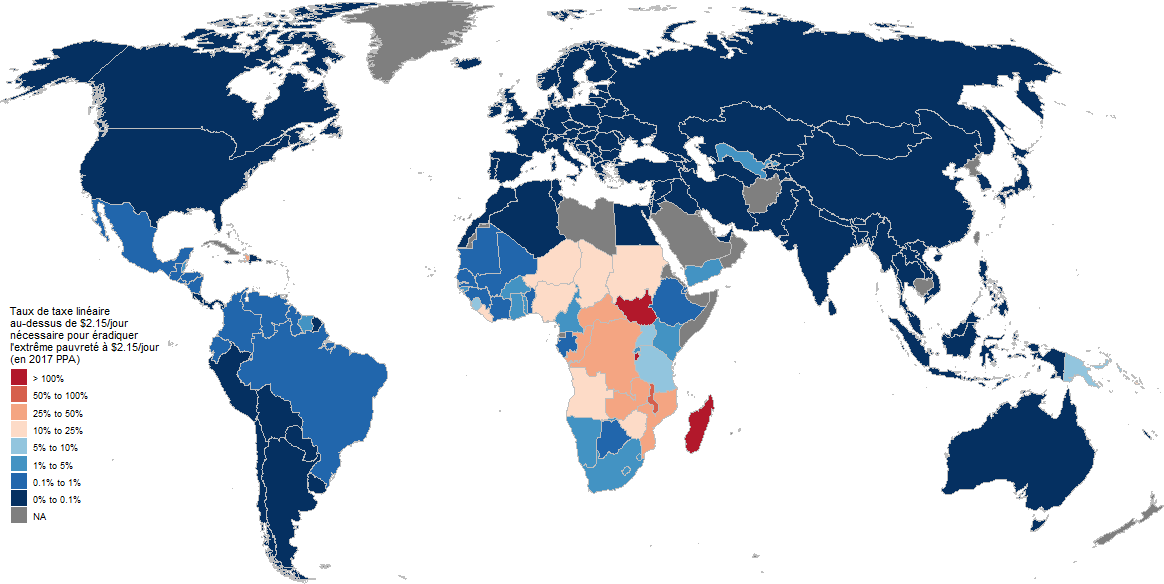 Taux de taxe linéaire
au-dessus de $2.15/jour
nécessaire pour éradiquer
l'extrême pauvreté à $2.15/jour
(en 2017 PPA)
> 100%
50% to 100%
25% to 50%
10% to 25%
5% to 10%
1% to 5%
0.1% to 1%
0% to 0.1%
NA